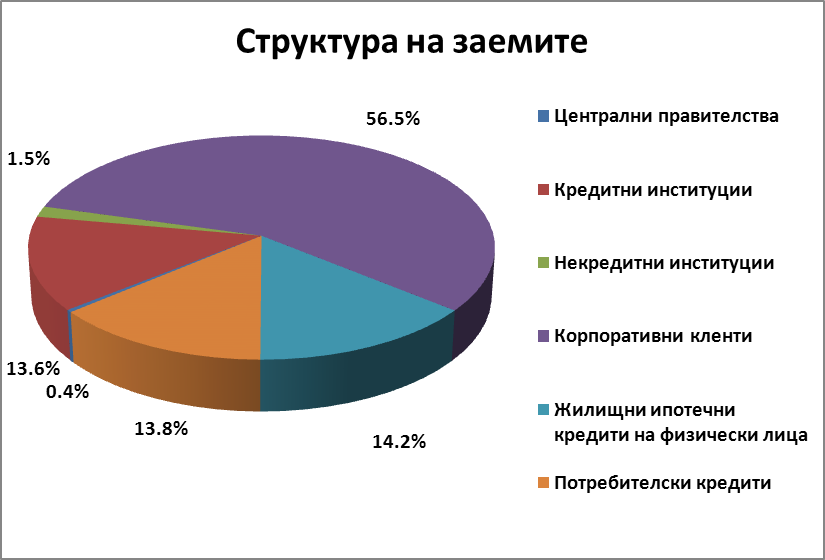 Структура на заемите
56.5%
1.5%
13.6%
0.4%
13.8%
14.2%
Централни правителства
Кредитни институции
Некредитни институции
Корпоративни кленти
Жилищни ипотечни
кредити на физически лица
Потребителски кредити